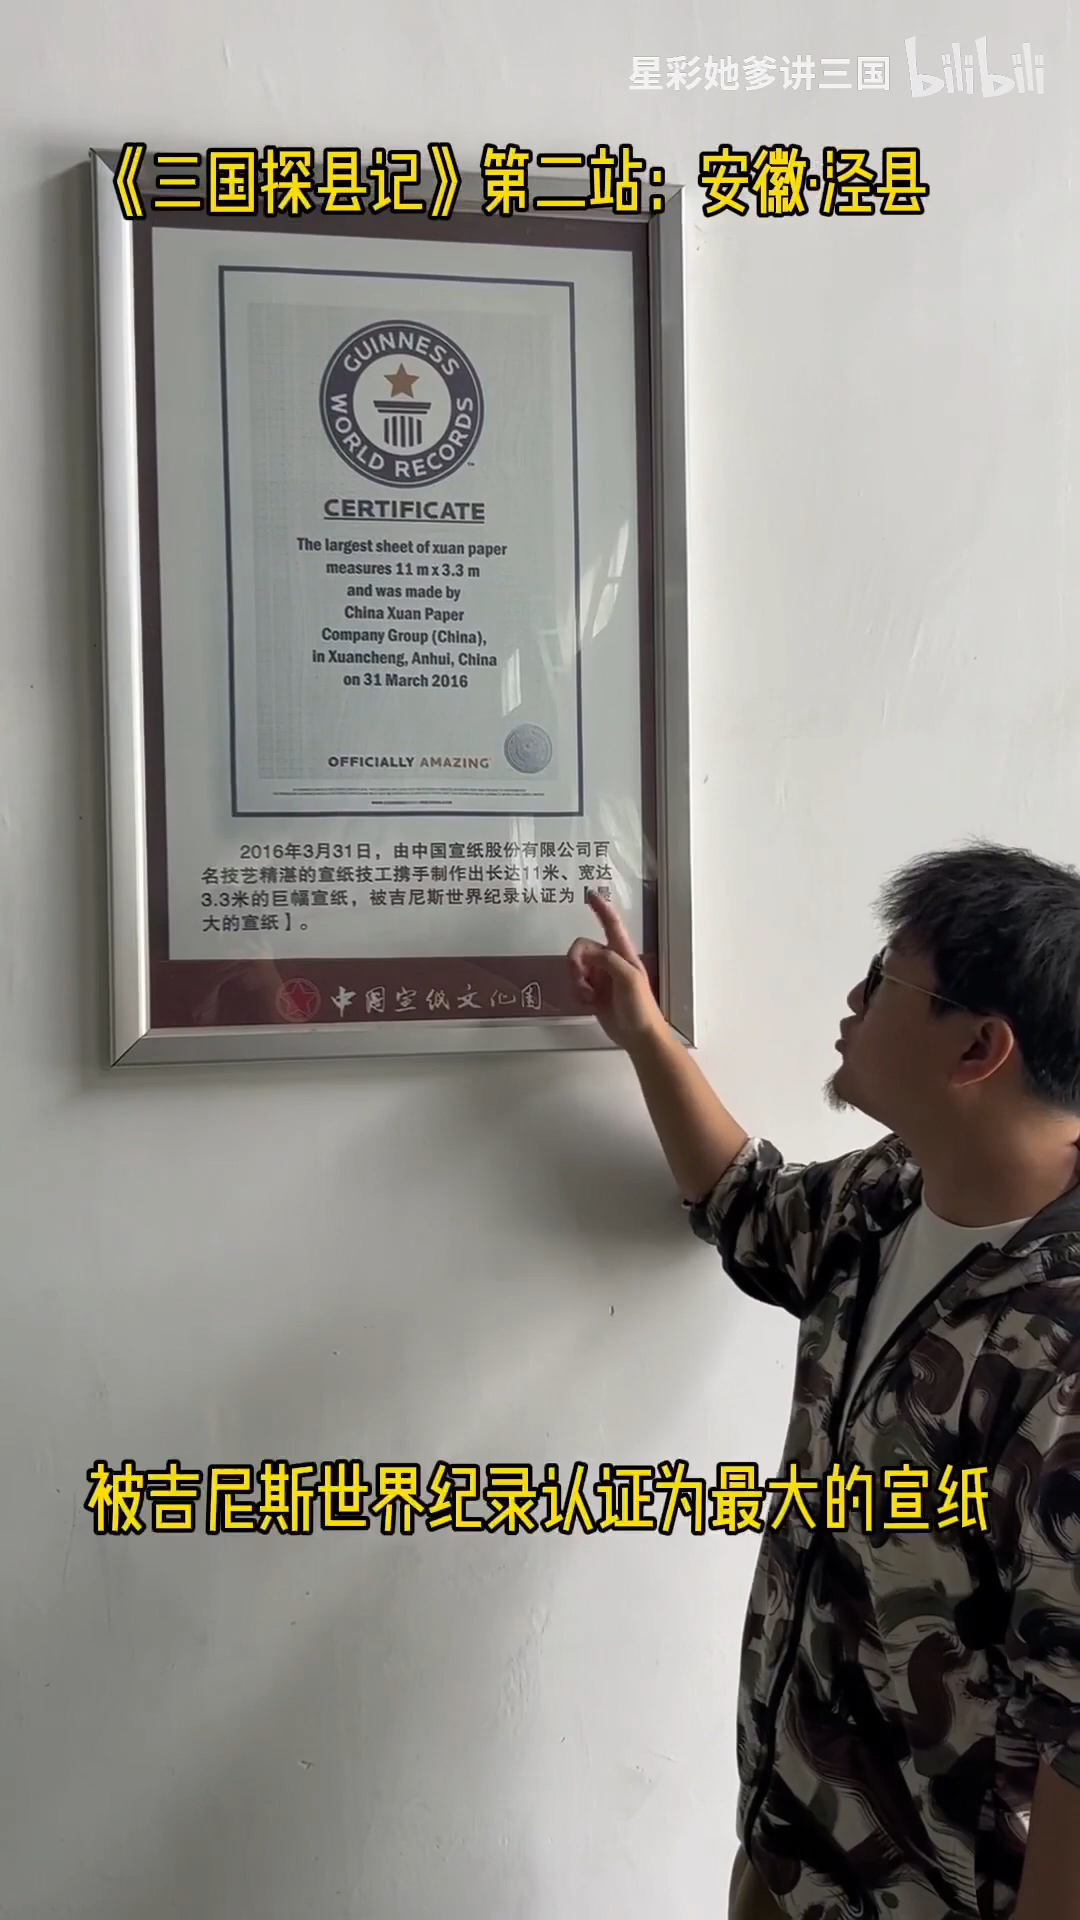 星彩她爹讲三国 bilibili
《三国探县记》第二站：安徽·泾县
GUINNESS WORLD RECORDS
CERTIFICATE
The largest sheet of xuan paper
measures 11 m x 3.3 m
and was made by
China Xuan Paper
Company Group (China),
in Xuancheng, Anhui, China
on 31 March 2016
OFFICIALLY AMAZING
2016年3月31日，由中国宣纸股份有限公司百
名技艺精湛的宣纸技工携手制作出长达11米、宽达
3.3米的巨幅宣纸，被吉尼斯世界纪录认证为【最
大的宣纸】。
中国宣纸文化园
被吉尼斯世界纪录认证为最大的宣纸